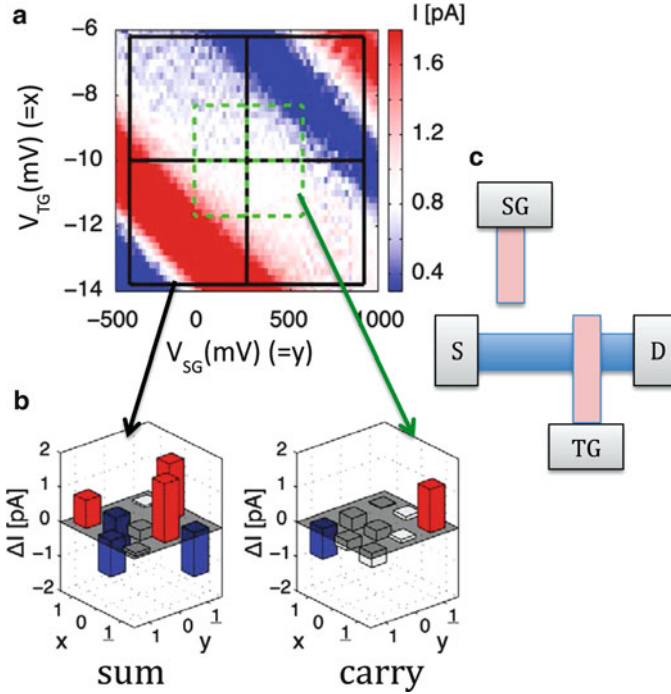 a
I [pA]
−6
−8
−10
−12
−14
V_TG(mV) (=x)
1.6
1.2
0.8
0.4
−500
0
500
1000
V_SG(mV) (=y)
c
SG
S
D
TG
b
2
1
0
−1
−2
ΔI [pA]
1
0
1̲
x
1
0
1̲
y
sum
2
1
0
−1
−2
ΔI [pA]
1
0
1̲
x
1
0
1̲
y
carry